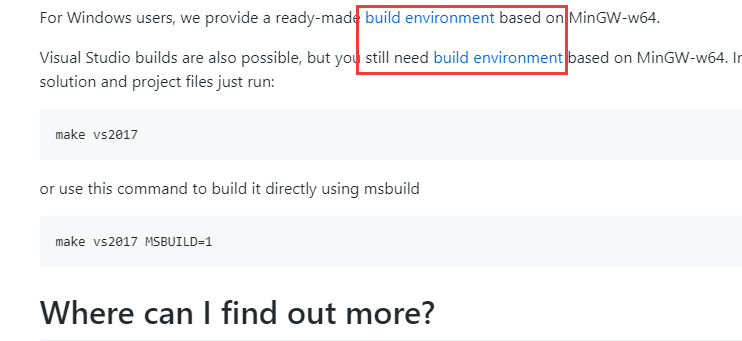 For Windows users, we provide a ready-made build environment based on MinGW-w64.
Visual Studio builds are also possible, but you still need build environment based on MinGW-w64.
solution and project files just run:
make vs2017
or use this command to build it directly using msbuild
make vs2017 MSBUILD=1
Where can I find out more?